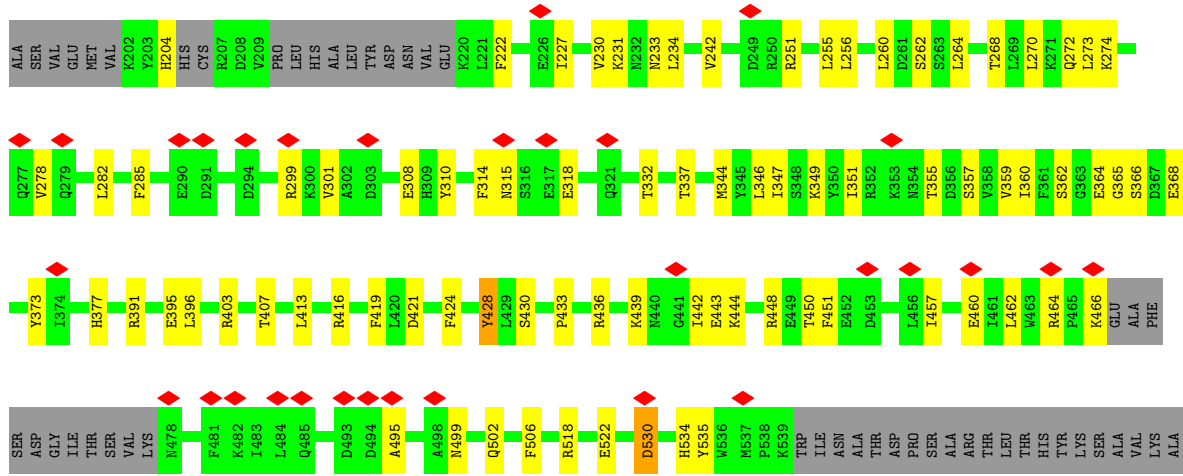 ALA SER VAL GLU MET VAL K202 Y203 H204 HIS CYS R207 D208 V209 PRO LEU HIS ALA LEU TYR ASP ASN VAL GLU K220 L221 F222 E226 I227 V230 K231 N232 N233 L234 V242 D249 R250 R251 L255 L256 L260 D261 S262 S263 L264 T268 L269 L270 K271 Q272 L273 K274
Q277 V278 Q279 L282 F285 E290 D291 D294 R299 K300 V301 A302 D303 E308 H309 Y310 F314 N315 S316 E317 E318 Q321 T332 T337 M344 Y345 L346 I347 S348 K349 Y350 I351 R352 K353 N354 T355 D356 S357 V358 V359 I360 F361 S362 G363 E364 G365 S366 D367 E368
Y373 I374 H377 R391 E395 L396 R403 T407 L413 R416 F419 L420 D421 F424 Y428 L429 S430 P433 R436 K439 N440 G441 I442 E443 K444 R448 E449 T450 F451 E452 D453 L456 I457 E460 I461 L462 W463 R464 P465 K466 GLU ALA PHE
SER ASP GLY ILE THR SER VAL LYS N478 F481 K482 I483 L484 Q485 D493 D494 A495 A498 N499 Q502 F506 R518 E522 D530 H534 Y535 W536 M537 P538 K539 TRP ILE ASN ALA THR ASP PRO SER ALA ARG THR LEU THR HIS TYR LYS SER ALA VAL LYS ALA